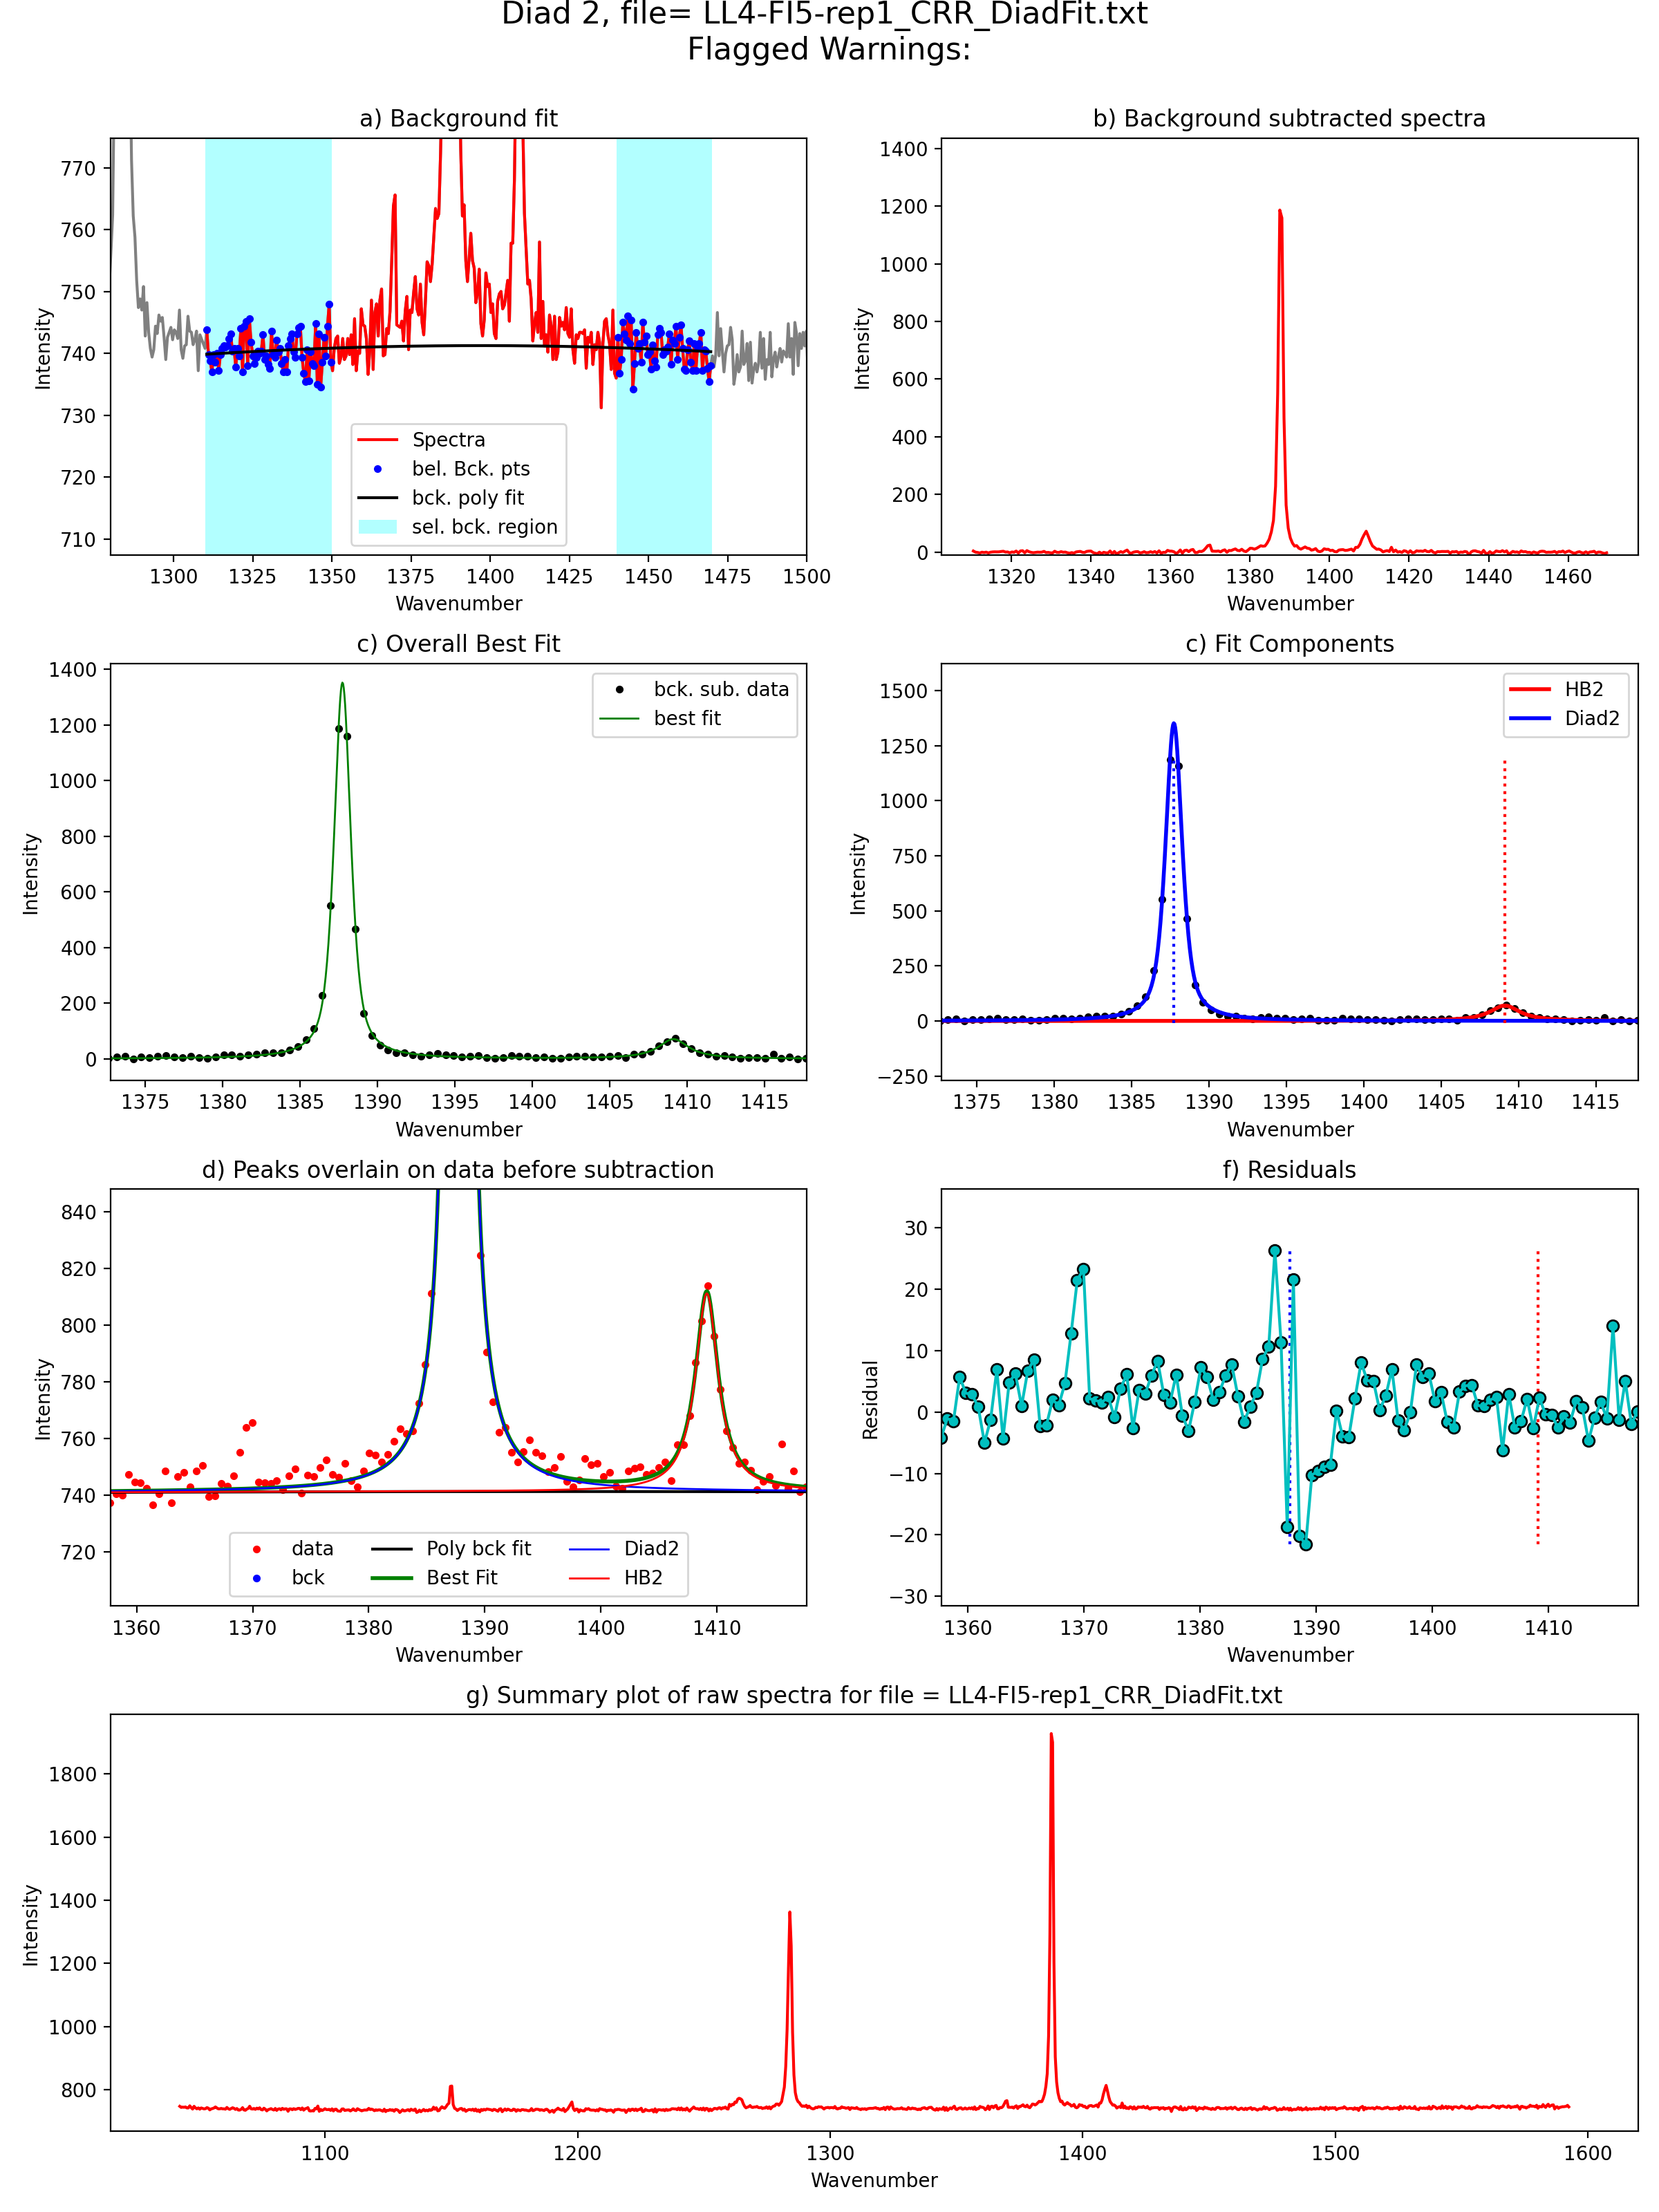 Diad 2, file= LL4-FI5-rep1_CRR_DiadFit.txt
Flagged Warnings:
a) Background fit
770
760
750
740
730
720
710
Intensity
Spectra
bel. Bck. pts
bck. poly fit
sel. bck. region
1300 1325 1350 1375 1400 1425 1450 1475 1500
Wavenumber
b) Background subtracted spectra
1400
1200
1000
800
600
400
200
0
Intensity
1320 1340 1360 1380 1400 1420 1440 1460
Wavenumber
c) Overall Best Fit
1400
1200
1000
800
600
400
200
0
Intensity
bck. sub. data
best fit
1375 1380 1385 1390 1395 1400 1405 1410 1415
Wavenumber
c) Fit Components
1500
1250
1000
750
500
250
0
−250
Intensity
HB2
Diad2
1375 1380 1385 1390 1395 1400 1405 1410 1415
Wavenumber
d) Peaks overlain on data before subtraction
840
820
800
780
760
740
720
Intensity
data
bck
Poly bck fit
Best Fit
Diad2
HB2
1360 1370 1380 1390 1400 1410
Wavenumber
f) Residuals
30
20
10
0
−10
−20
−30
Residual
1360 1370 1380 1390 1400 1410
Wavenumber
g) Summary plot of raw spectra for file = LL4-FI5-rep1_CRR_DiadFit.txt
1800
1600
1400
1200
1000
800
Intensity
1100 1200 1300 1400 1500 1600
Wavenumber